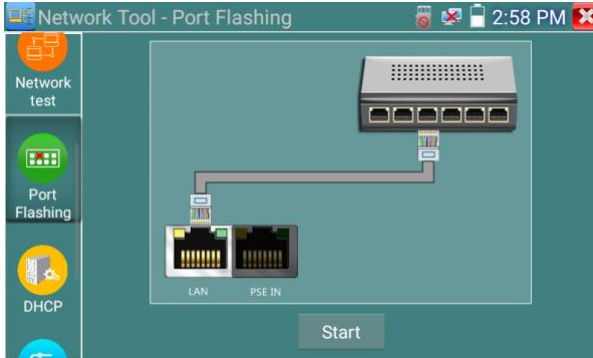 Network Tool - Port Flashing
2:58 PM
Network
test
Port
Flashing
DHCP
LAN
PSE IN
Start